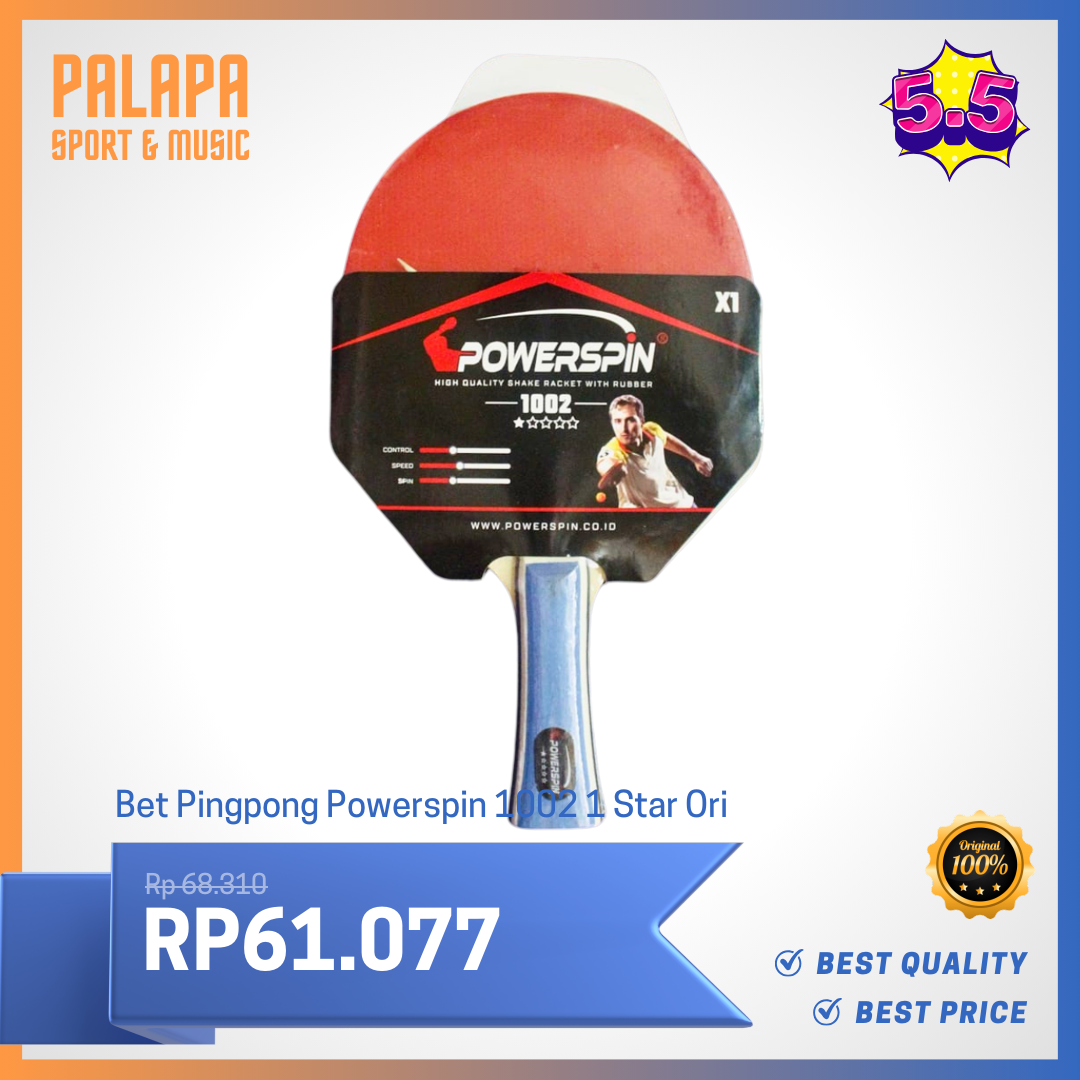 PALAPA
SPORT & MUSIC
5.5
X1
POWERSPIN®
HIGH QUALITY SHAKE RACKET WITH RUBBER
1002
CONTROL
SPEED
SPIN
WWW.POWERSPIN.CO.ID
POWERSPIN
Bet Pingpong Powerspin 1002 1 Star Ori
Rp 68.310
RP61.077
Original
100%
BEST QUALITY
BEST PRICE